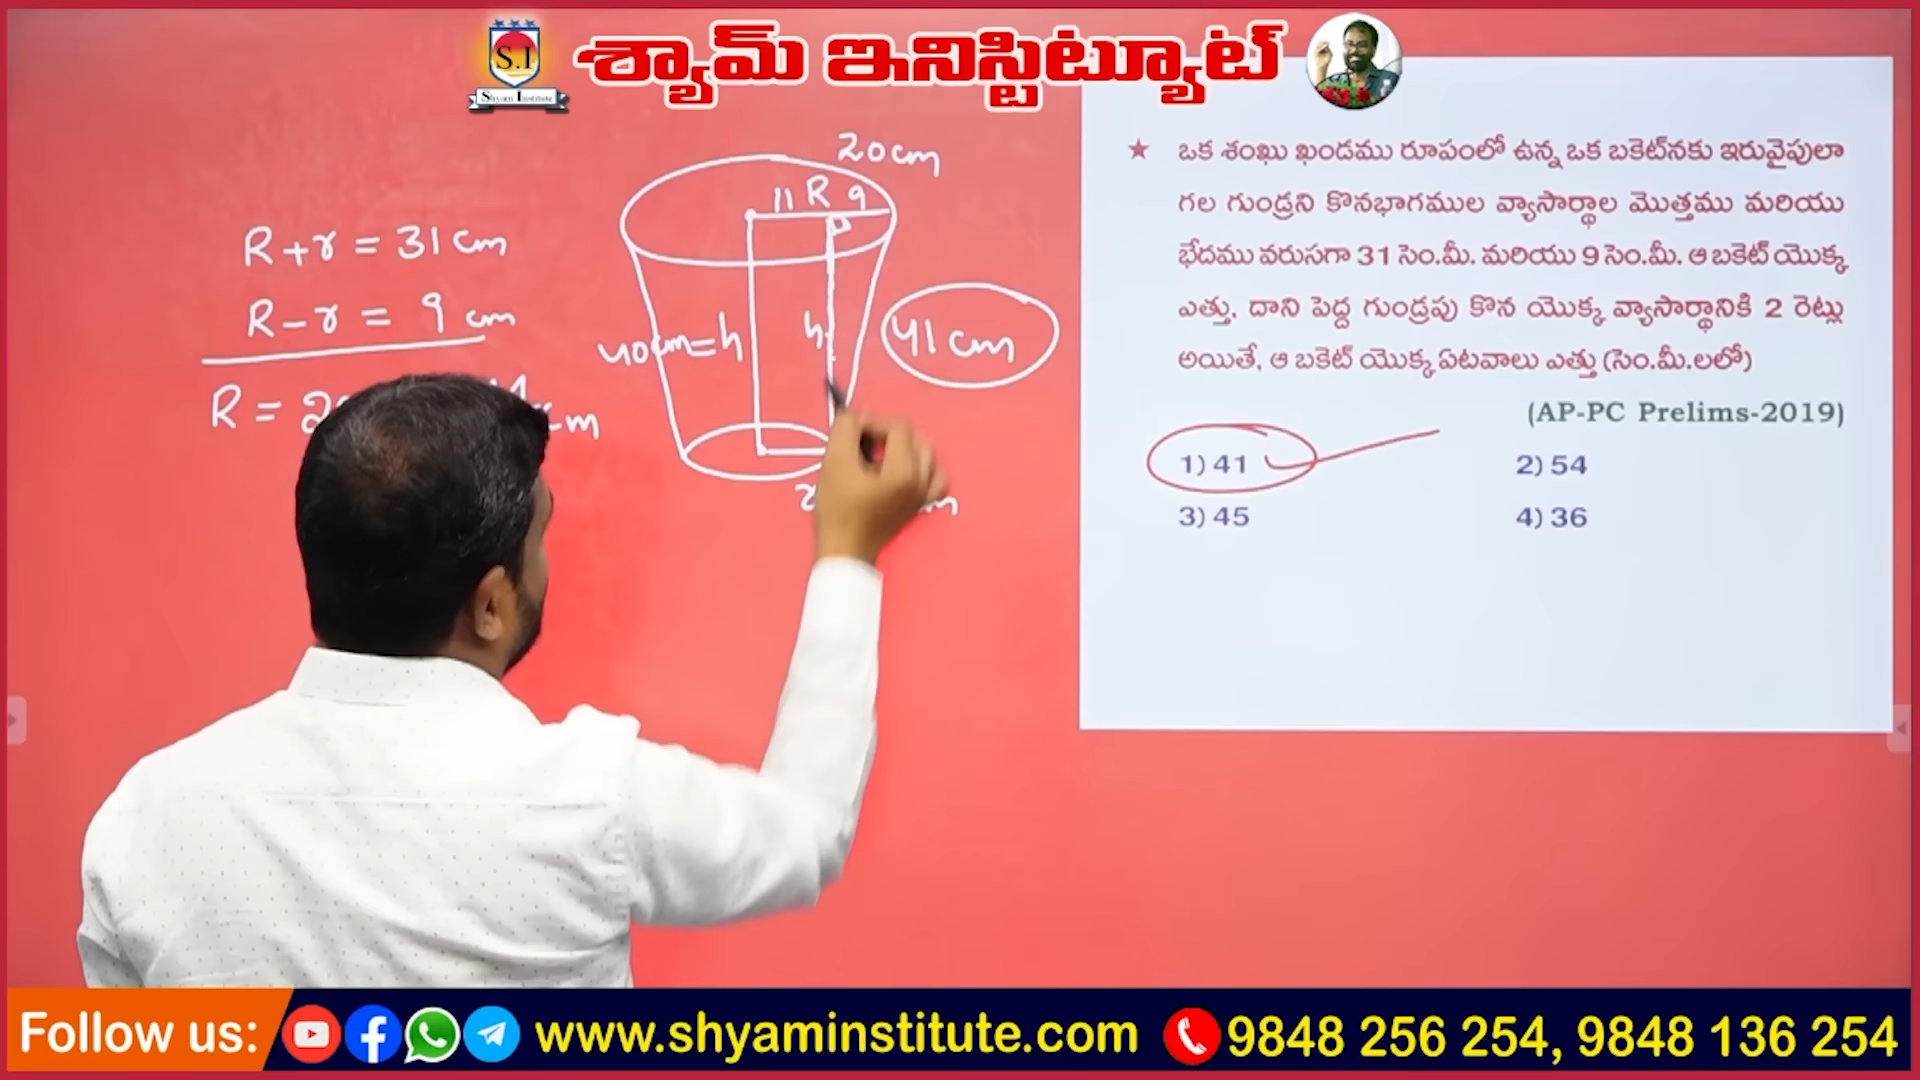 S.I
Shyam Institute
శ్యామ్ ఇనిస్టిట్యూట్
R+r = 31 cm
R-r = 9 cm
R =
cm
20cm
11 R 9
40cm=h
h
41 cm
★ ఒక శంఖు ఖండము రూపంలో ఉన్న ఒక బకెట్‌నకు ఇరువైపులా
గల గుండ్రని కొనభాగముల వ్యాసార్థాల మొత్తము మరియు
భేదము వరుసగా 31 సెం.మీ. మరియు 9 సెం.మీ. ఆ బకెట్ యొక్క
ఎత్తు, దాని పెద్ద గుండ్రపు కొన యొక్క వ్యాసార్థానికి 2 రెట్లు
అయితే, ఆ బకెట్ యొక్క ఏటవాలు ఎత్తు (సెం.మీ.లలో)
(AP-PC Prelims-2019)
1) 41 2) 54
3) 45 4) 36
Follow us: www.shyaminstitute.com 9848 256 254, 9848 136 254